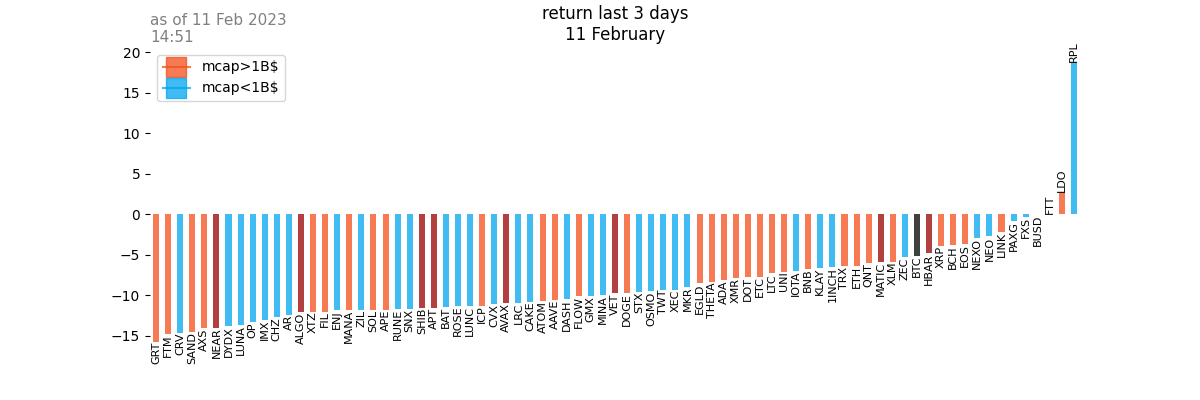 as of 11 Feb 2023
14:51
return last 3 days
11 February
mcap>1B$
mcap<1B$
20
15
10
5
0
−5
−10
−15
GRT
FTM
CRV
SAND
AXS
NEAR
DYDX
LUNA
OP
IMX
CHZ
AR
ALGO
XTZ
FIL
ENJ
MANA
ZIL
SOL
APE
RUNE
SNX
SHIB
APT
BAT
ROSE
LUNC
ICP
CVX
AVAX
LRC
CAKE
ATOM
AAVE
DASH
FLOW
GMX
MINA
VET
DOGE
STX
OSMO
TWT
XEC
MKR
EGLD
THETA
ADA
XMR
DOT
ETC
LTC
UNI
IOTA
BNB
KLAY
1INCH
TRX
ETH
QNT
MATIC
XLM
ZEC
BTC
HBAR
XRP
BCH
EOS
NEXO
NEO
LINK
PAXG
FXS
BUSD
FTT
LDO
RPL